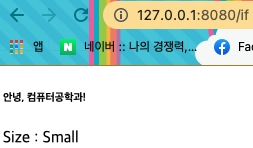 127.0.0.1:8080/if
앱 네이버 :: 나의 경쟁력,... Fac
안녕, 컴퓨터공학과!
Size : Small